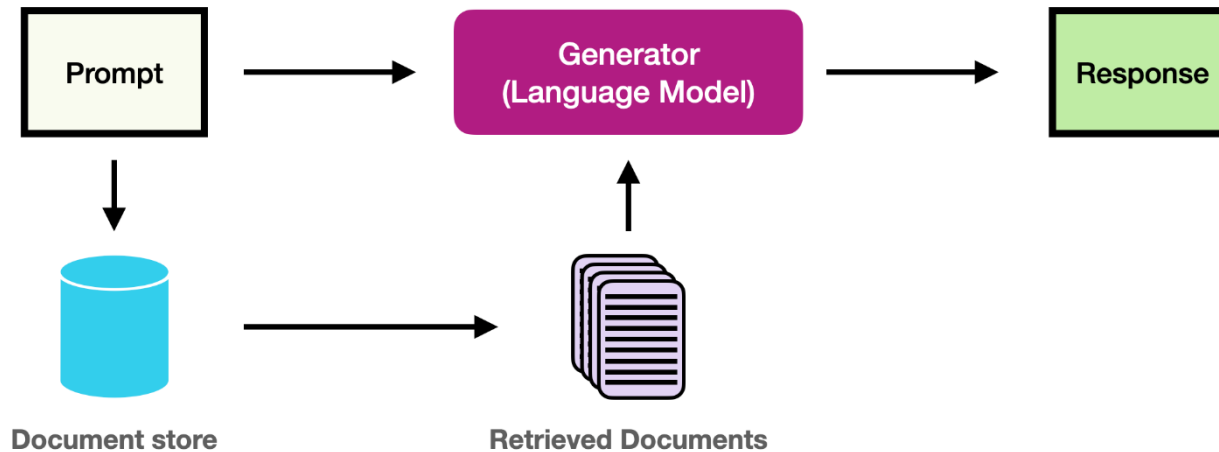 Prompt
Generator
(Language Model)
Response
Document store
Retrieved Documents